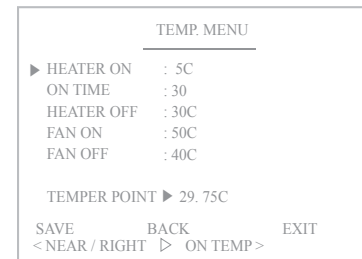 TEMP. MENU
▶ HEATER ON : 5C
ON TIME : 30
HEATER OFF : 30C
FAN ON : 50C
FAN OFF : 40C
TEMPER POINT ▶ 29. 75C
SAVE BACK EXIT
< NEAR / RIGHT ▷ ON TEMP >